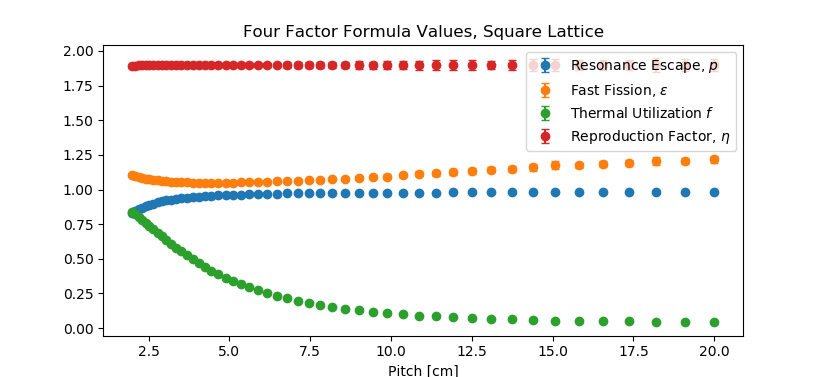 Four Factor Formula Values, Square Lattice
2.00
1.75
1.50
1.25
1.00
0.75
0.50
0.25
0.00
Resonance Escape, p
Fast Fission, ε
Thermal Utilization f
Reproduction Factor, η
2.5 5.0 7.5 10.0 12.5 15.0 17.5 20.0
Pitch [cm]